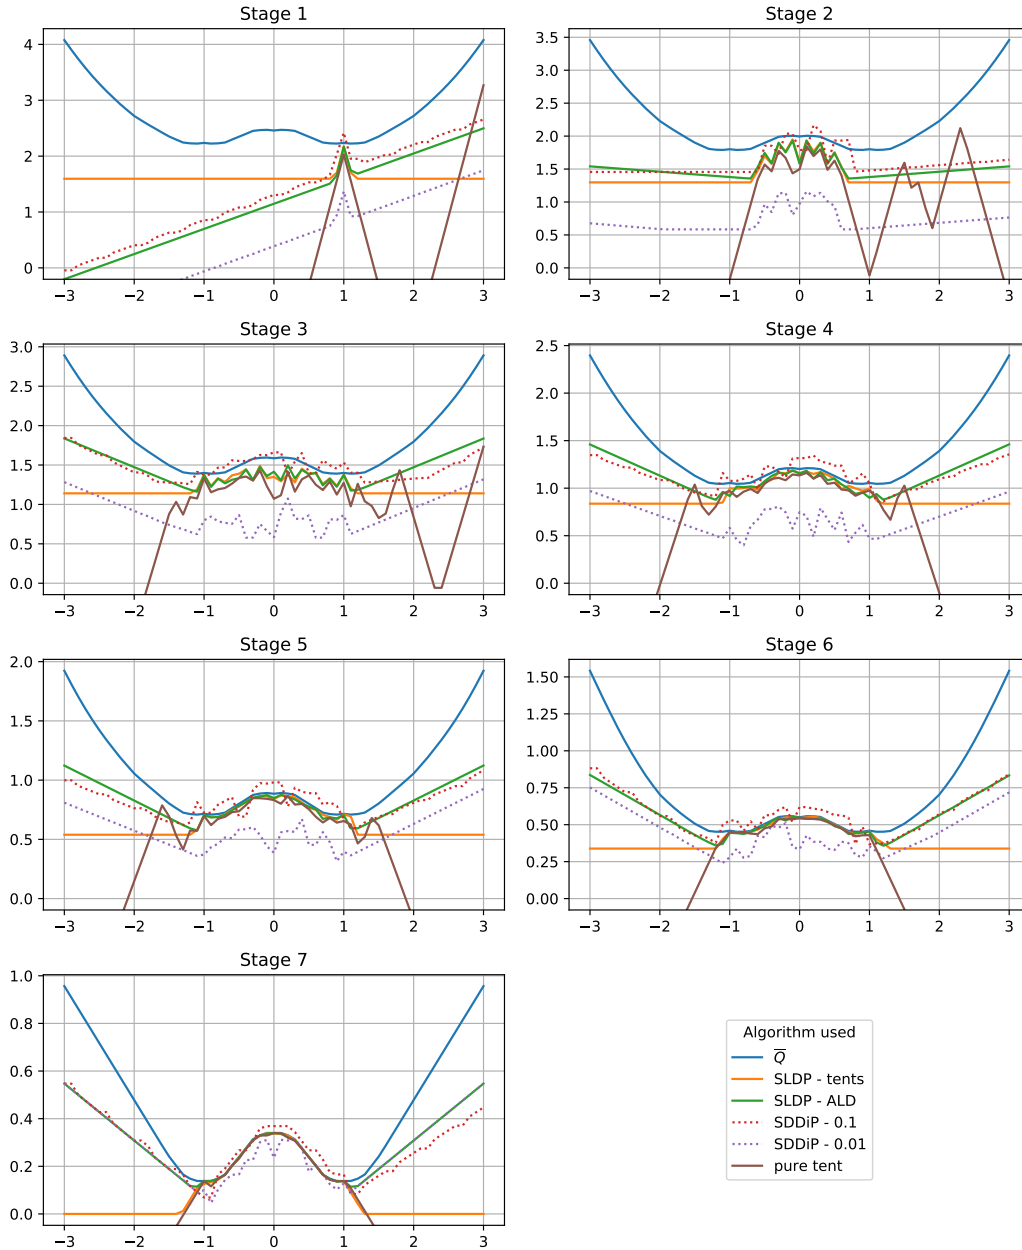 Stage 1
4
3
2
1
0
−3 −2 −1 0 1 2 3
Stage 2
3.5
3.0
2.5
2.0
1.5
1.0
0.5
0.0
−3 −2 −1 0 1 2 3
Stage 3
3.0
2.5
2.0
1.5
1.0
0.5
0.0
−3 −2 −1 0 1 2 3
Stage 4
2.5
2.0
1.5
1.0
0.5
0.0
−3 −2 −1 0 1 2 3
Stage 5
2.0
1.5
1.0
0.5
0.0
−3 −2 −1 0 1 2 3
Stage 6
1.50
1.25
1.00
0.75
0.50
0.25
0.00
−3 −2 −1 0 1 2 3
Stage 7
1.0
0.8
0.6
0.4
0.2
0.0
−3 −2 −1 0 1 2 3
Algorithm used
Q̅
SLDP - tents
SLDP - ALD
SDDiP - 0.1
SDDiP - 0.01
pure tent